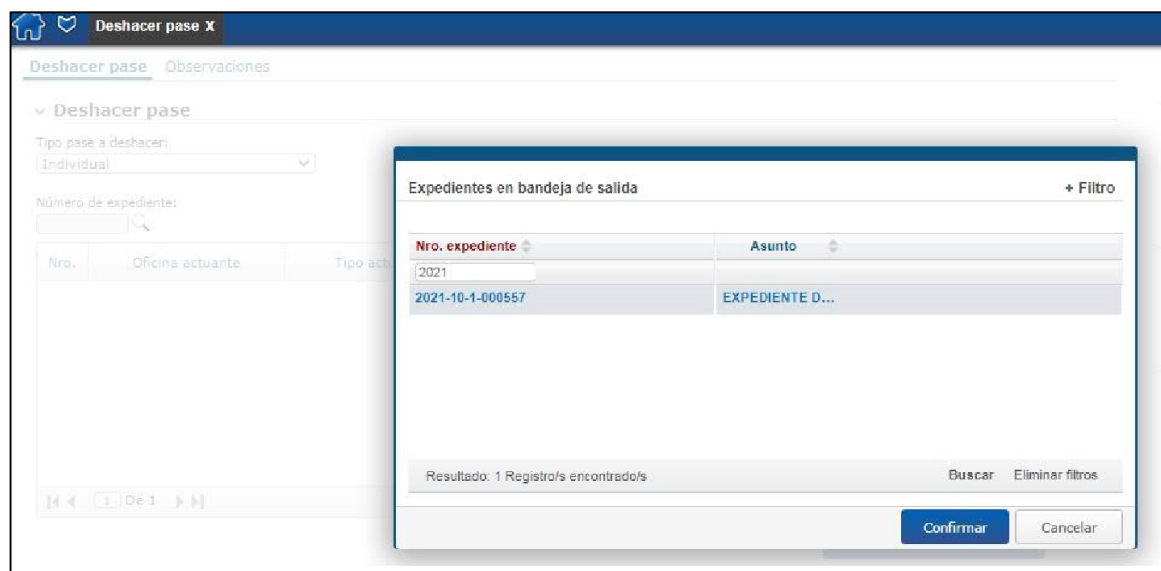 Deshacer pase X
Deshacer pase Observaciones
Deshacer pase
Tipo pase a deshacer:
Individual
Número de expediente:
Nro. Oficina actuante Tipo actu
1 De 1
Expedientes en bandeja de salida + Filtro
Nro. expediente Asunto
2021
2021-10-1-000557 EXPEDIENTE D...
Resultado: 1 Registro/s encontrado/s Buscar Eliminar filtros
Confirmar Cancelar